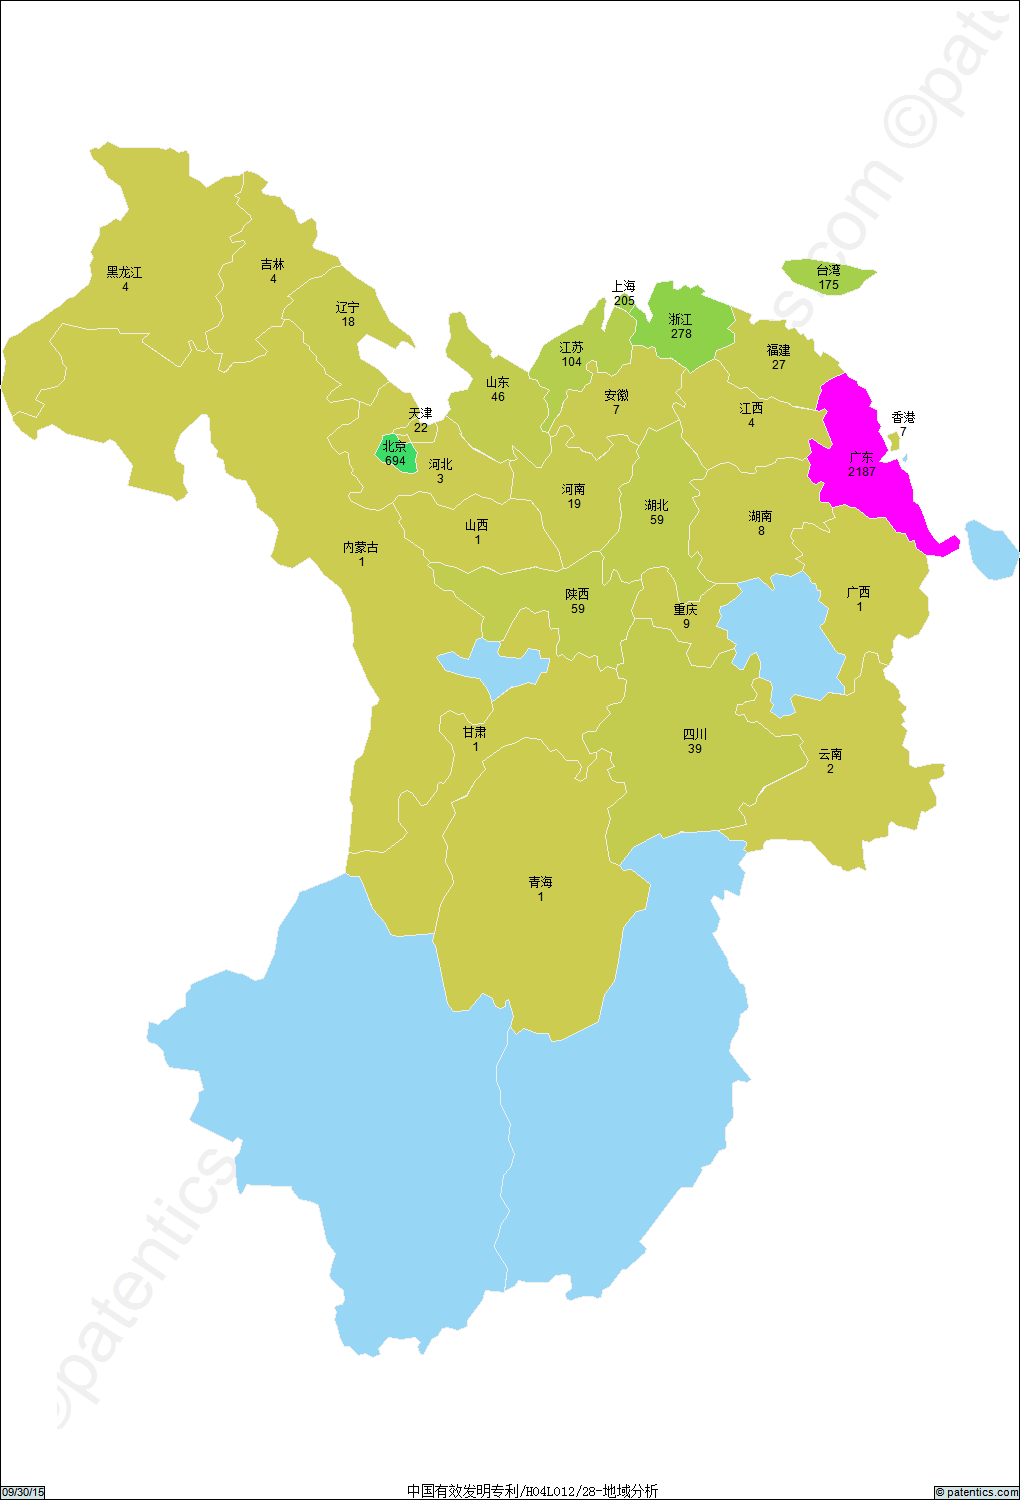 ©patentics.com ©patentics.com
黑龙江
4
吉林
4
辽宁
18
台湾
175
上海
205
浙江
278
江苏
104
福建
27
山东
46
安徽
7
江西
4
天津
22
香港
7
北京
694
河北
3
广东
2187
河南
19
湖北
59
湖南
8
山西
1
内蒙古
1
陕西
59
重庆
9
广西
1
甘肃
1
四川
39
云南
2
青海
1
09/30/15
中国有效发明专利/H04L012/28-地域分析
© patentics.com